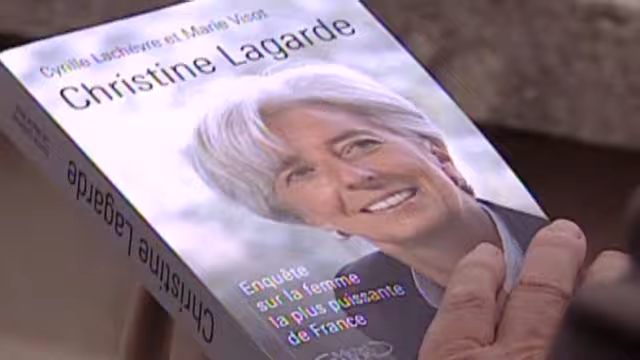 Cyrille Lachèvre et Marie Visot
Christine Lagarde
Christine Lagarde
Enquête
sur la femme
la plus puissante
de France